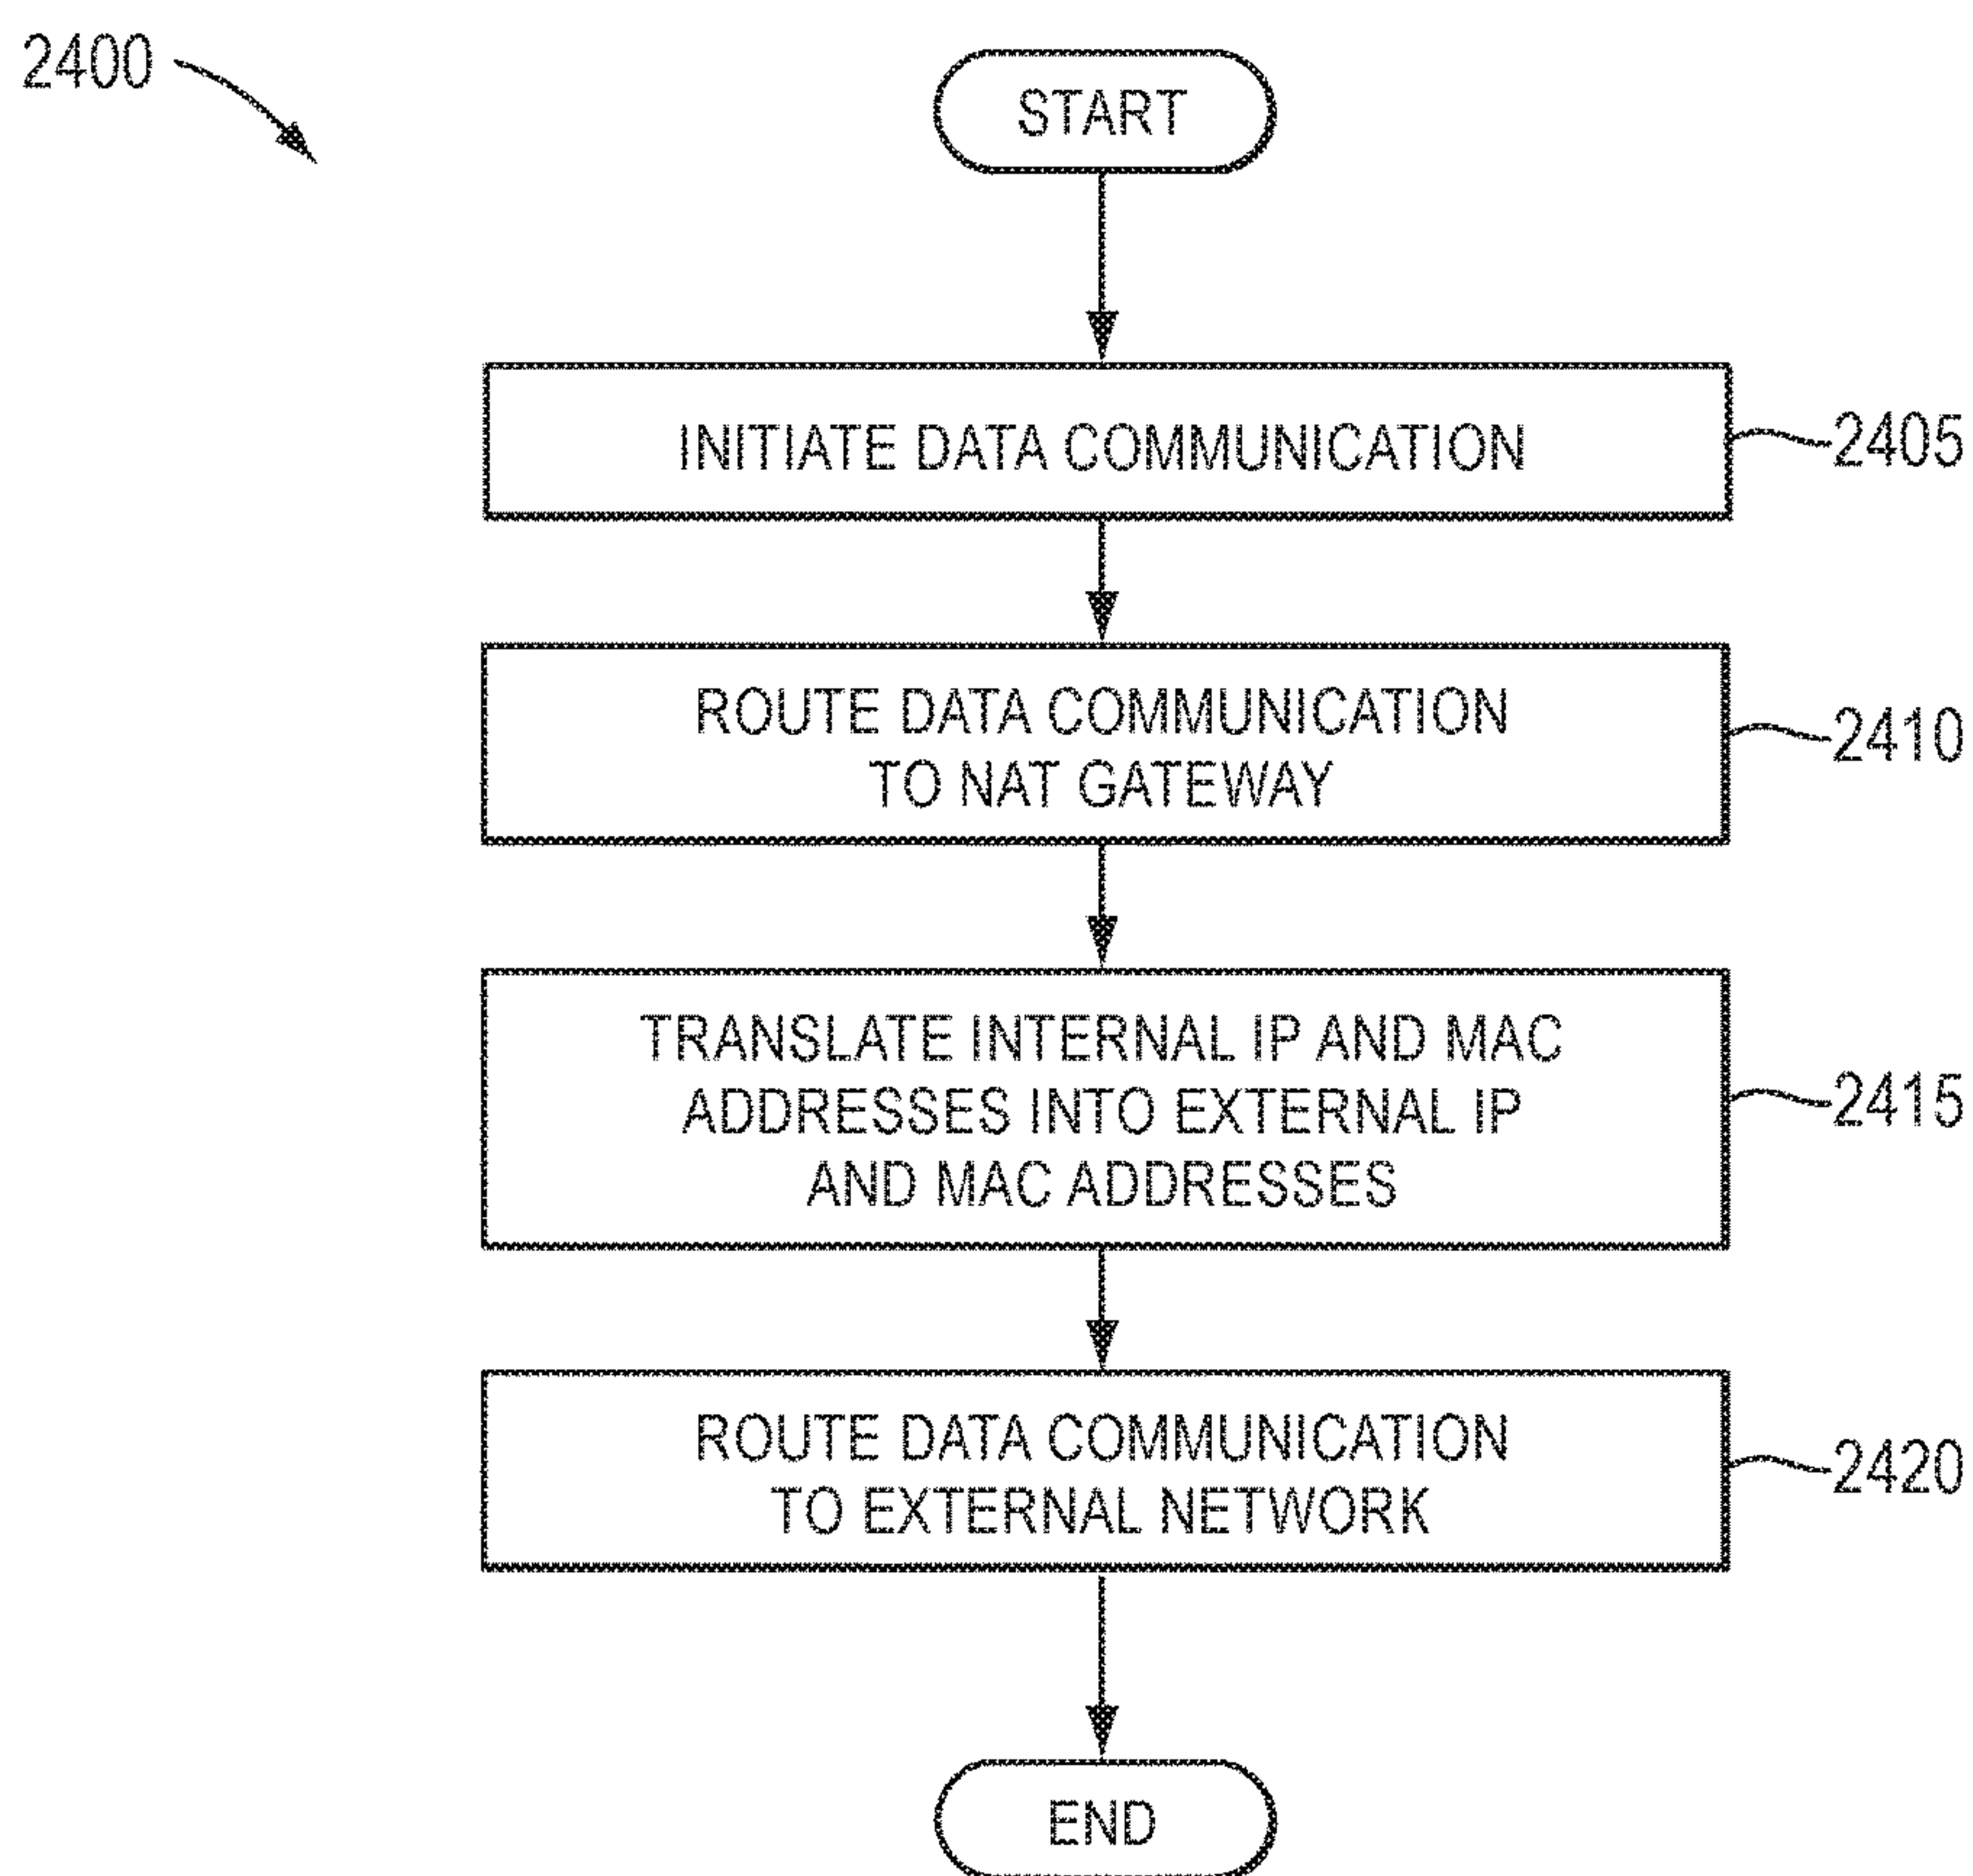 2400
START
INITIATE DATA COMMUNICATION
2405
ROUTE DATA COMMUNICATION
TO NAT GATEWAY
2410
TRANSLATE INTERNAL IP AND MAC
ADDRESSES INTO EXTERNAL IP
AND MAC ADDRESSES
2415
ROUTE DATA COMMUNICATION
TO EXTERNAL NETWORK
2420
END